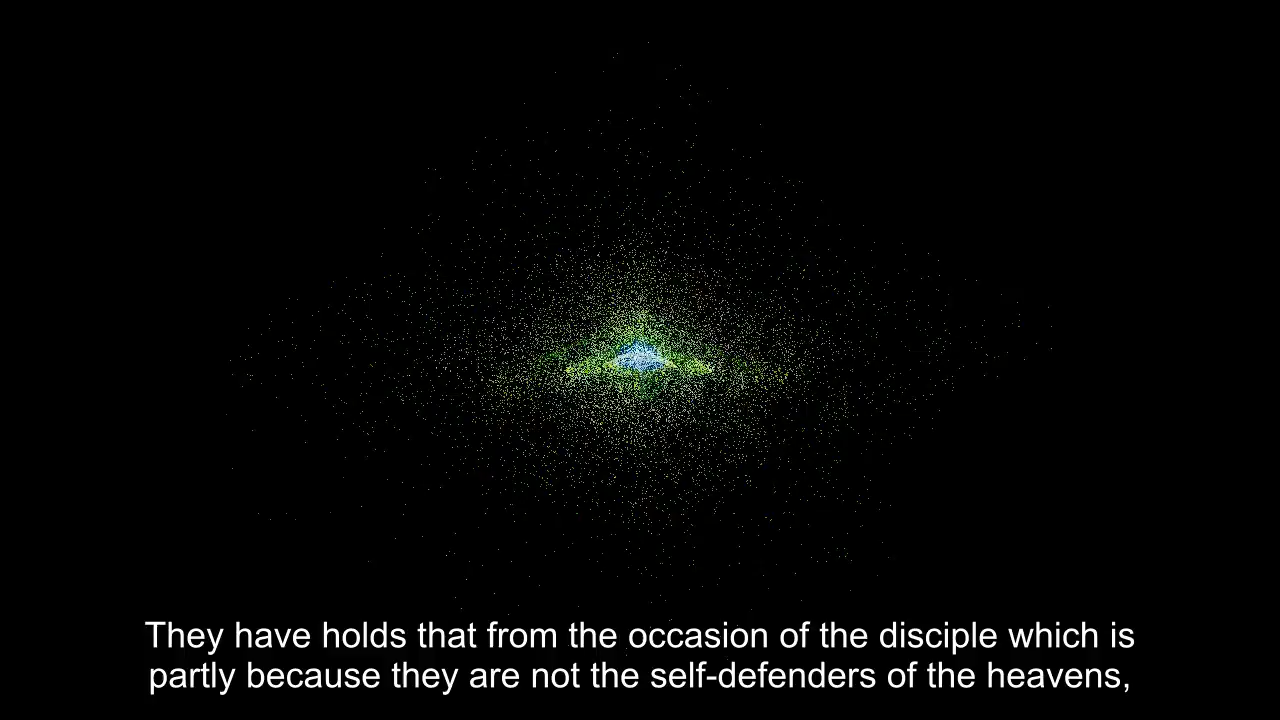 They have holds that from the occasion of the disciple which is
partly because they are not the self-defenders of the heavens,